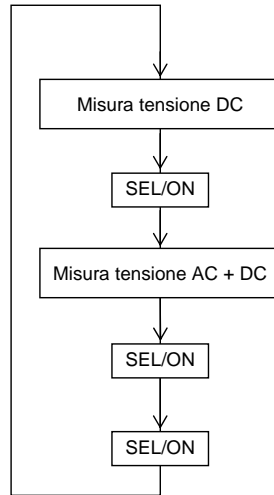 Misura tensione DC
SEL/ON
Misura tensione AC + DC
SEL/ON
SEL/ON